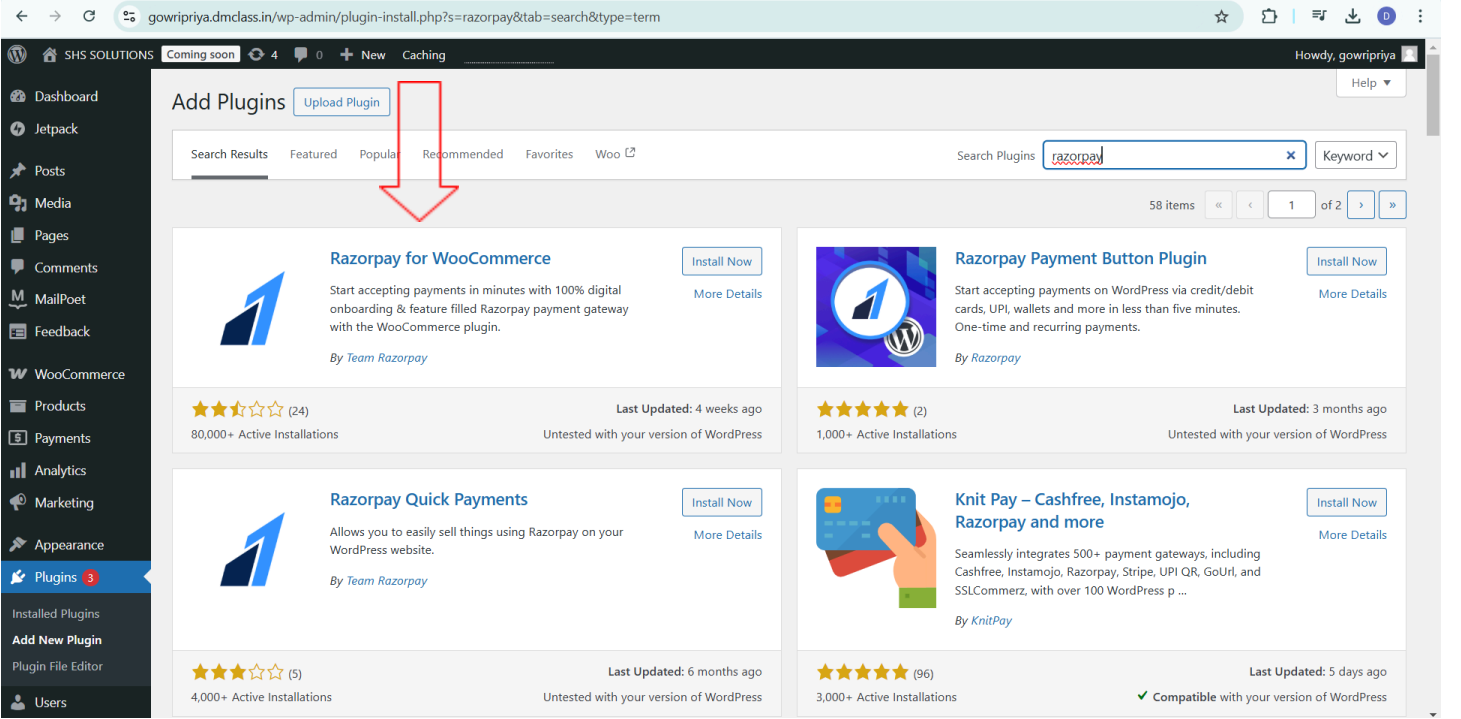 gowripriya.dmclass.in/wp-admin/plugin-install.php?s=razorpay&tab=search&type=term
D
SHS SOLUTIONS Coming soon 4 0 New Caching
Howdy, gowripriya
Dashboard
Jetpack
Posts
Media
Pages
Comments
MailPoet
Feedback
WooCommerce
Products
Payments
Analytics
Marketing
Appearance
Plugins 3
Installed Plugins
Add New Plugin
Plugin File Editor
Users
Help ▼
Add Plugins Upload Plugin
Search Results Featured Popular Recommended Favorites Woo
Search Plugins razorpay × Keyword
58 items « ‹ 1 of 2 › »
Razorpay for WooCommerce
Install Now
More Details
Start accepting payments in minutes with 100% digital
onboarding & feature filled Razorpay payment gateway
with the WooCommerce plugin.
By Team Razorpay
(24)
80,000+ Active Installations
Last Updated: 4 weeks ago
Untested with your version of WordPress
Razorpay Payment Button Plugin
Install Now
More Details
Start accepting payments on WordPress via credit/debit
cards, UPI, wallets and more in less than five minutes.
One-time and recurring payments.
By Razorpay
(2)
1,000+ Active Installations
Last Updated: 3 months ago
Untested with your version of WordPress
Razorpay Quick Payments
Install Now
More Details
Allows you to easily sell things using Razorpay on your
WordPress website.
By Team Razorpay
(5)
4,000+ Active Installations
Last Updated: 6 months ago
Untested with your version of WordPress
Knit Pay – Cashfree, Instamojo,
Razorpay and more
Install Now
More Details
Seamlessly integrates 500+ payment gateways, including
Cashfree, Instamojo, Razorpay, Stripe, UPI QR, GoUrl, and
SSLCommerz, with over 100 WordPress p ...
By KnitPay
(96)
3,000+ Active Installations
Last Updated: 5 days ago
✓ Compatible with your version of WordPress